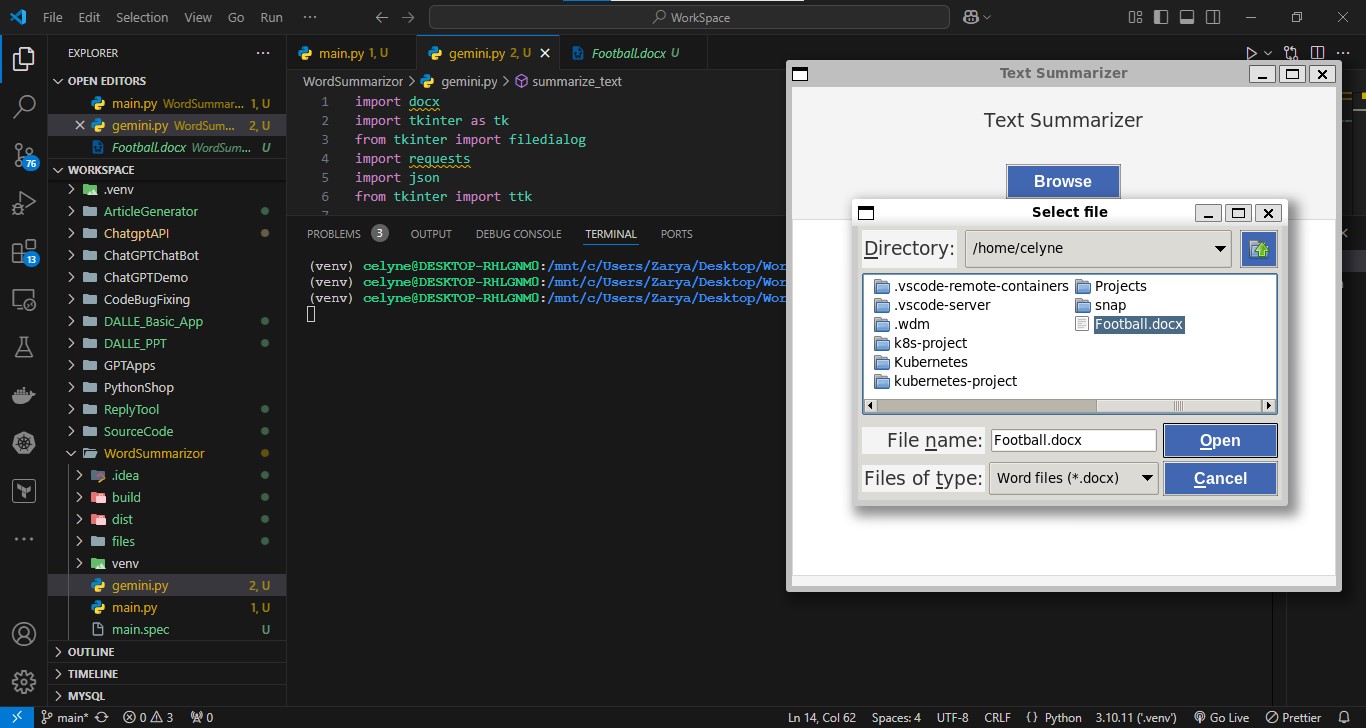 File Edit Selection View Go Run ··· WorkSpace
EXPLORER ···
OPEN EDITORS
main.py WordSummar... 1, U
gemini.py WordSum... 2, U
Football.docx WordSum... U
WORKSPACE
.venv
ArticleGenerator
ChatgptAPI
ChatGPTChatBot
ChatGPTDemo
CodeBugFixing
DALLE_Basic_App
DALLE_PPT
GPTApps
PythonShop
ReplyTool
SourceCode
WordSummarizor
.idea
build
dist
files
venv
gemini.py 2, U
main.py 1, U
main.spec U
OUTLINE
TIMELINE
MYSQL
76
13
main.py 1, U gemini.py 2, U Football.docx U
WordSummarizor > gemini.py > summarize_text
1 import docx
2 import tkinter as tk
3 from tkinter import filedialog
4 import requests
5 import json
6 from tkinter import ttk
7
PROBLEMS 3 OUTPUT DEBUG CONSOLE TERMINAL PORTS
(venv) celyne@DESKTOP-RHLGNM0:/mnt/c/Users/Zarya/Desktop/Wor
(venv) celyne@DESKTOP-RHLGNM0:/mnt/c/Users/Zarya/Desktop/Wor
(venv) celyne@DESKTOP-RHLGNM0:/mnt/c/Users/Zarya/Desktop/Wor
Text Summarizer
Text Summarizer
Browse
Select file
Directory: /home/celyne
.vscode-remote-containers Projects
.vscode-server snap
.wdm Football.docx
k8s-project
Kubernetes
kubernetes-project
File name: Football.docx Open
Files of type: Word files (*.docx) Cancel
main* 0 3 0 Ln 14, Col 62 Spaces: 4 UTF-8 CRLF { } Python 3.10.11 ('.venv') Go Live Prettier